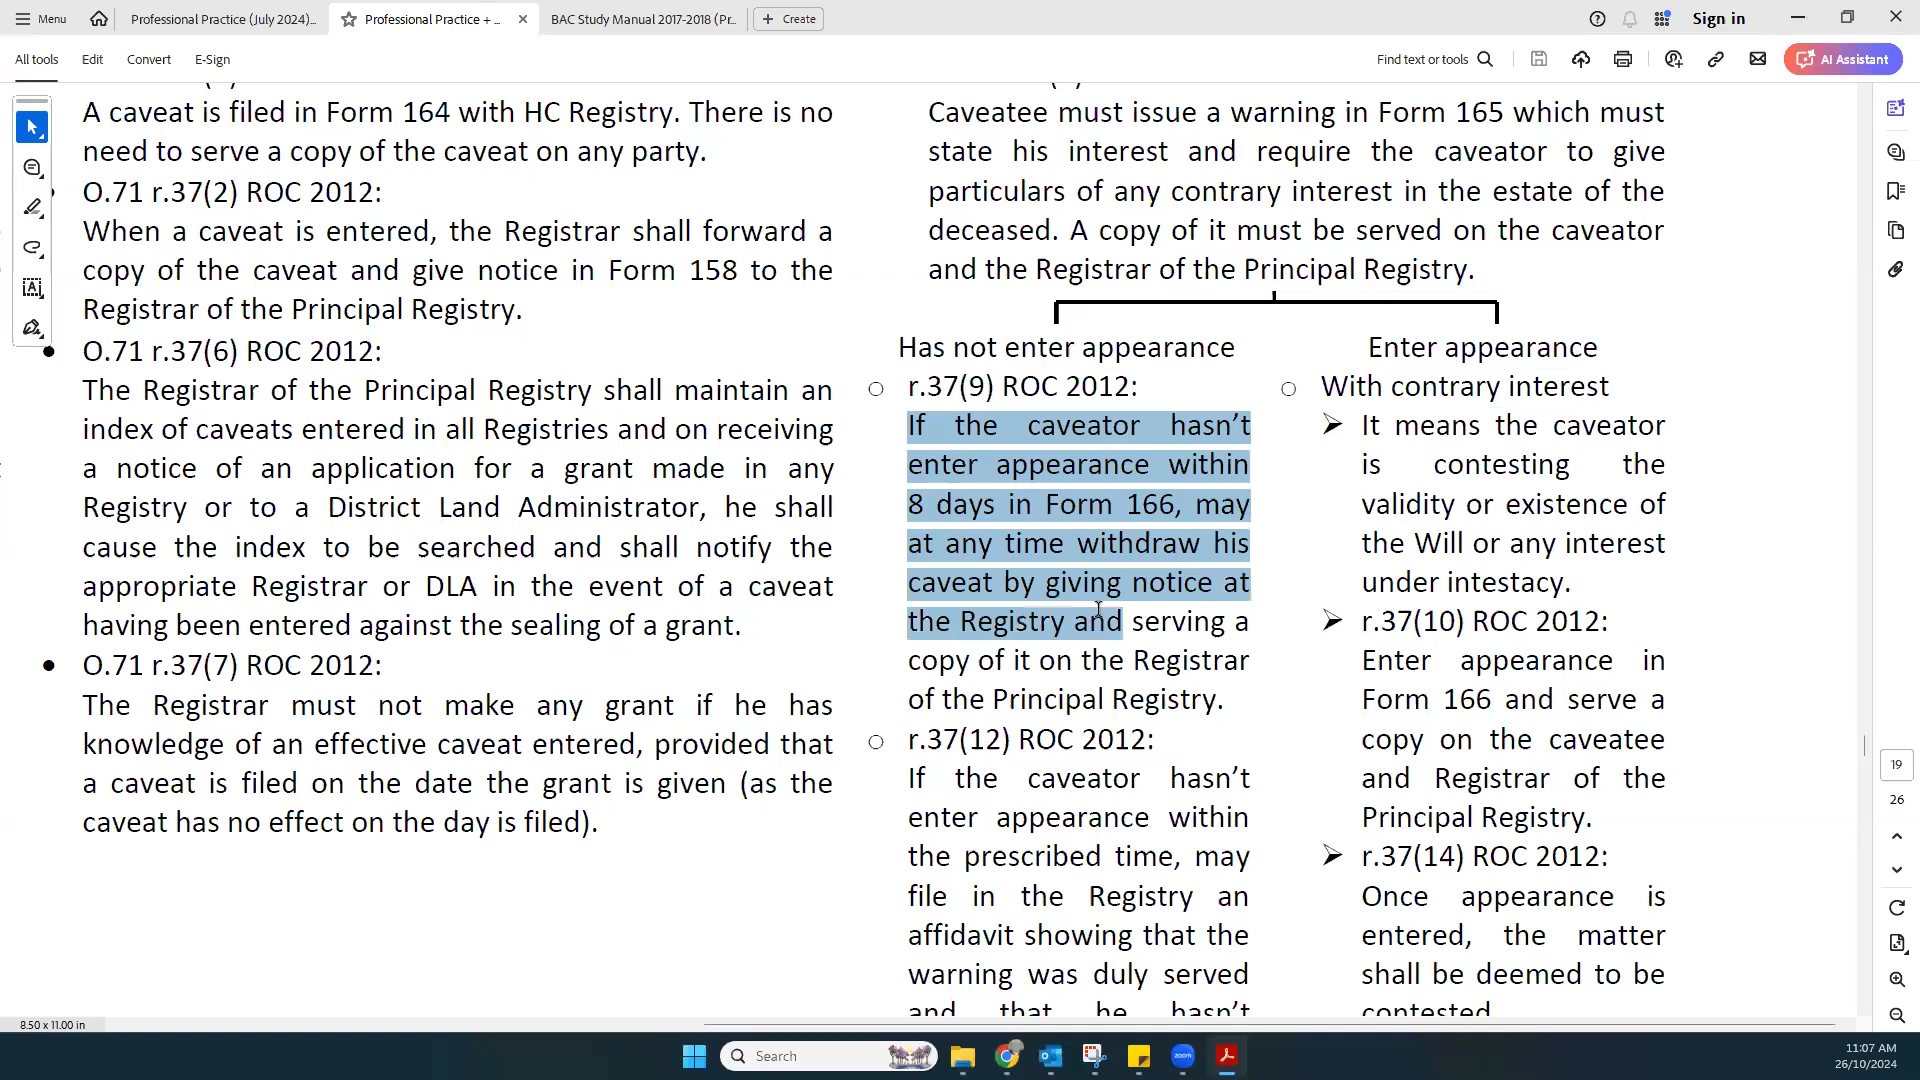 Menu
Professional Practice (July 2024)...
Professional Practice + ...
BAC Study Manual 2017-2018 (Pr...
Create
Sign in
All tools
Edit
Convert
E-Sign
Find text or tools
AI Assistant
A caveat is filed in Form 164 with HC Registry. There is no
need to serve a copy of the caveat on any party.
O.71 r.37(2) ROC 2012:
When a caveat is entered, the Registrar shall forward a
copy of the caveat and give notice in Form 158 to the
Registrar of the Principal Registry.
O.71 r.37(6) ROC 2012:
The Registrar of the Principal Registry shall maintain an
index of caveats entered in all Registries and on receiving
a notice of an application for a grant made in any
Registry or to a District Land Administrator, he shall
cause the index to be searched and shall notify the
appropriate Registrar or DLA in the event of a caveat
having been entered against the sealing of a grant.
O.71 r.37(7) ROC 2012:
The Registrar must not make any grant if he has
knowledge of an effective caveat entered, provided that
a caveat is filed on the date the grant is given (as the
caveat has no effect on the day is filed).
Caveatee must issue a warning in Form 165 which must
state his interest and require the caveator to give
particulars of any contrary interest in the estate of the
deceased. A copy of it must be served on the caveator
and the Registrar of the Principal Registry.
Has not enter appearance
r.37(9) ROC 2012:
If the caveator hasn't
enter appearance within
8 days in Form 166, may
at any time withdraw his
caveat by giving notice at
the Registry and serving a
copy of it on the Registrar
of the Principal Registry.
r.37(12) ROC 2012:
If the caveator hasn't
enter appearance within
the prescribed time, may
file in the Registry an
affidavit showing that the
warning was duly served
and that he hasn't
Enter appearance
With contrary interest
It means the caveator
is contesting the
validity or existence of
the Will or any interest
under intestacy.
r.37(10) ROC 2012:
Enter appearance in
Form 166 and serve a
copy on the caveatee
and Registrar of the
Principal Registry.
r.37(14) ROC 2012:
Once appearance is
entered, the matter
shall be deemed to be
contested
19
26
8.50 x 11.00 in
Search
zoom
11:07 AM
26/10/2024